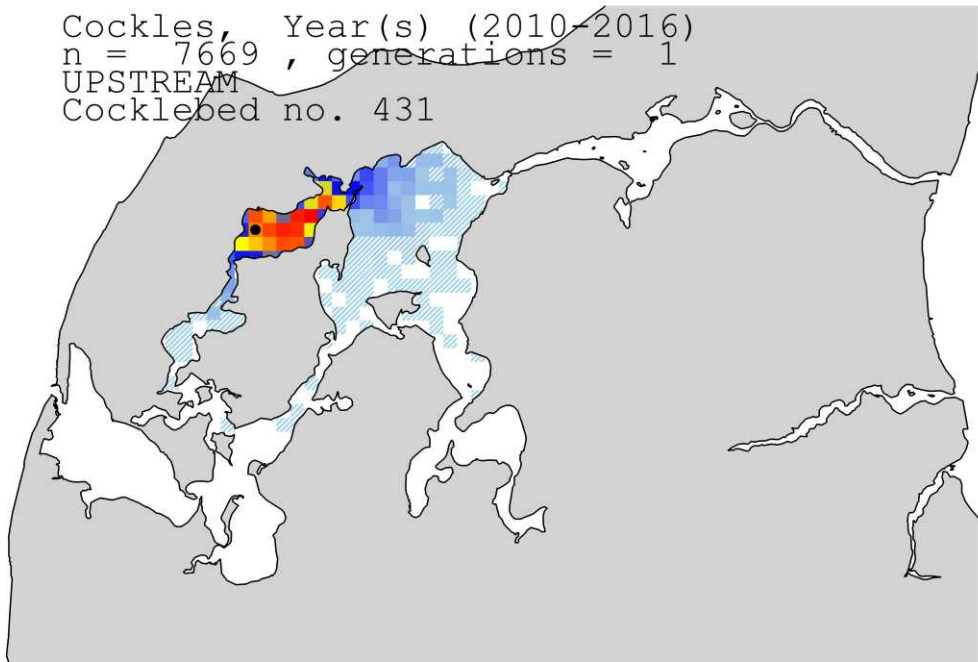 Cockles, Year(s) (2010-2016)
n = 7669 , generations = 1
UPSTREAM
Cocklebed no. 431